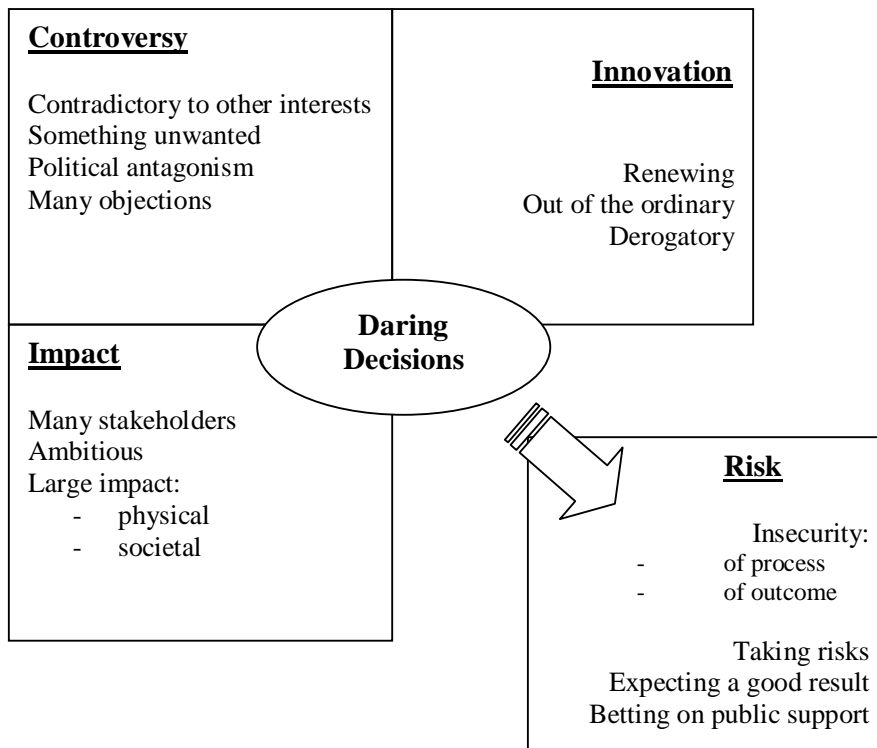 Controversy
Contradictory to other interests
Something unwanted
Political antagonism
Many objections
Innovation
Renewing
Out of the ordinary
Derogatory
Daring
Decisions
Impact
Many stakeholders
Ambitious
Large impact:
- physical
- societal
Risk
Insecurity:
- of process
- of outcome
Taking risks
Expecting a good result
Betting on public support